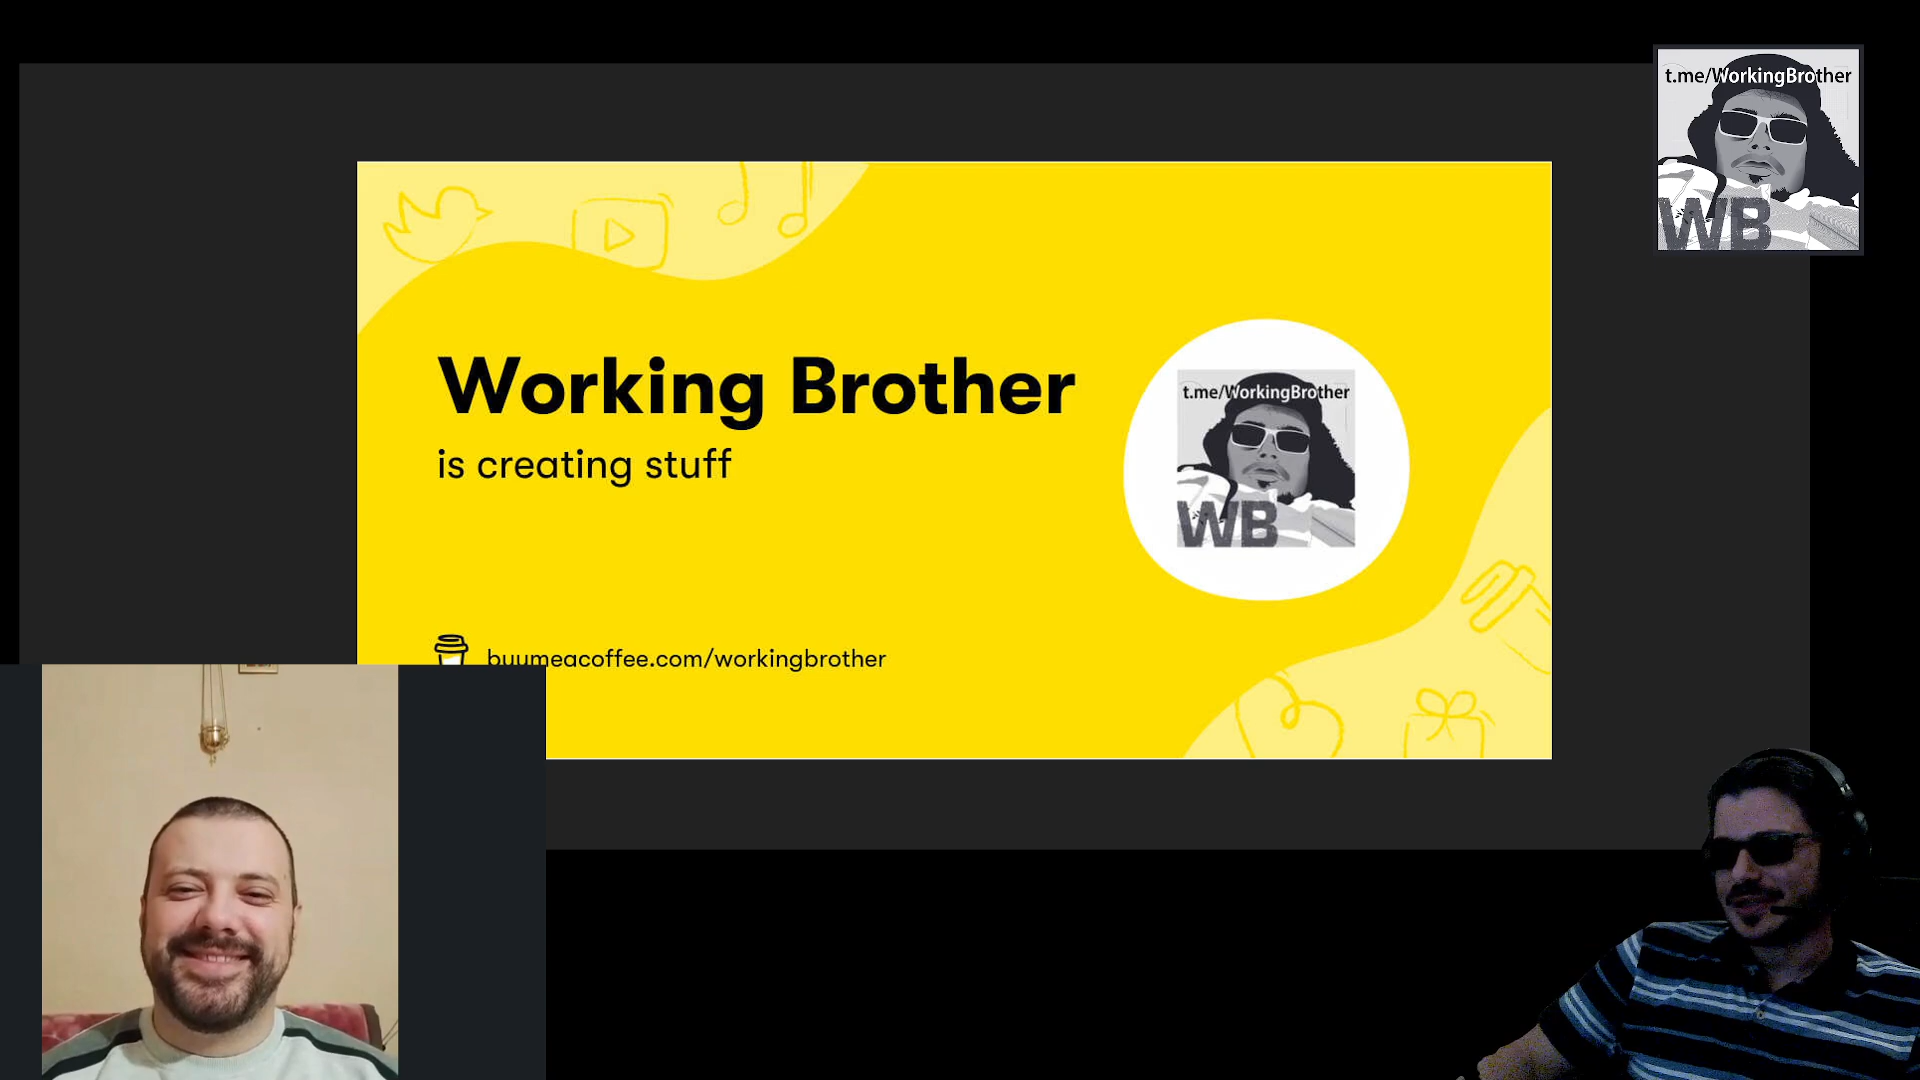 t.me/WorkingBrother
WB
Working Brother
is creating stuff
t.me/WorkingBrother
WB
buymeacoffee.com/workingbrother